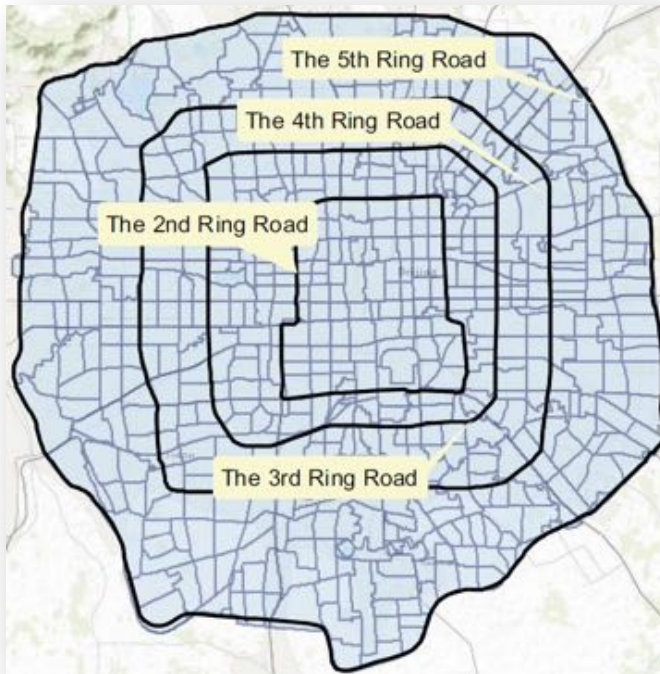 The 5th Ring Road
The 4th Ring Road
The 2nd Ring Road
The 3rd Ring Road